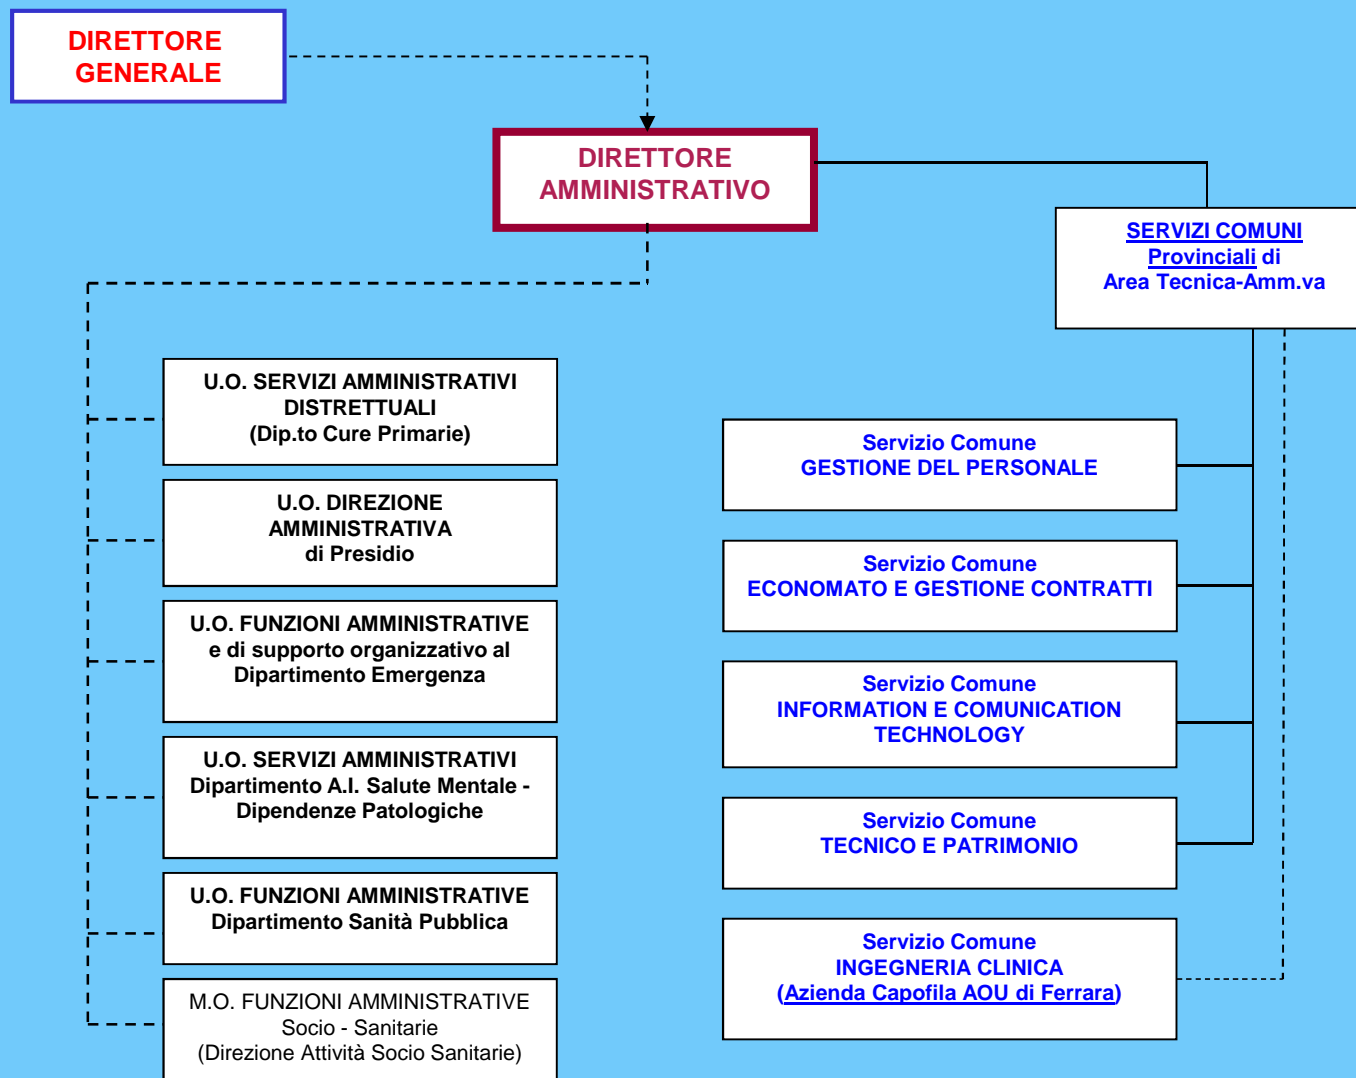 DIRETTORE
GENERALE
DIRETTORE
AMMINISTRATIVO
SERVIZI COMUNI
Provinciali di
Area Tecnica-Amm.va
U.O. SERVIZI AMMINISTRATIVI
DISTRETTUALI
(Dip.to Cure Primarie)
U.O. DIREZIONE
AMMINISTRATIVA
di Presidio
U.O. FUNZIONI AMMINISTRATIVE
e di supporto organizzativo al
Dipartimento Emergenza
U.O. SERVIZI AMMINISTRATIVI
Dipartimento A.I. Salute Mentale -
Dipendenze Patologiche
U.O. FUNZIONI AMMINISTRATIVE
Dipartimento Sanità Pubblica
M.O. FUNZIONI AMMINISTRATIVE
Socio - Sanitarie
(Direzione Attività Socio Sanitarie)
Servizio Comune
GESTIONE DEL PERSONALE
Servizio Comune
ECONOMATO E GESTIONE CONTRATTI
Servizio Comune
INFORMATION E COMUNICATION
TECHNOLOGY
Servizio Comune
TECNICO E PATRIMONIO
Servizio Comune
INGEGNERIA CLINICA
(Azienda Capofila AOU di Ferrara)